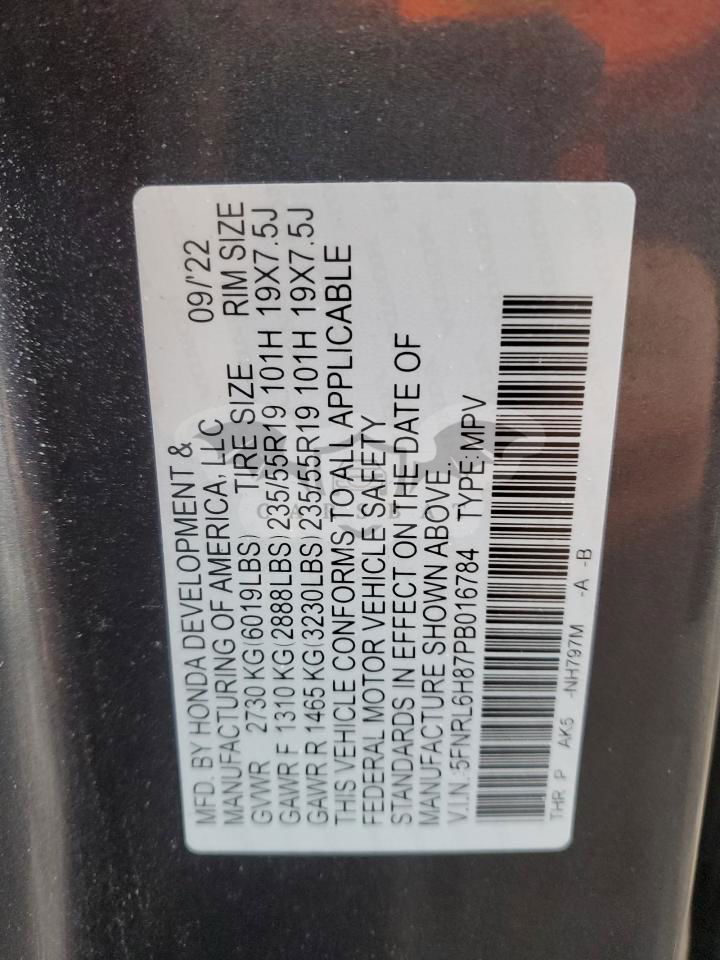 MFD. BY HONDA DEVELOPMENT &
MANUFACTURING OF AMERICA, LLC 09/'22
GVWR 2730 KG (6019LBS) TIRE SIZE RIM SIZE
GAWR F 1310 KG (2888LBS) 235/55R19 101H 19X7.5J
GAWR R 1465 KG (3230LBS) 235/55R19 101H 19X7.5J
THIS VEHICLE CONFORMS TO ALL APPLICABLE
FEDERAL MOTOR VEHICLE SAFETY
STANDARDS IN EFFECT ON THE DATE OF
MANUFACTURE SHOWN ABOVE.
V.I.N.:5FNRL6H87PB016784 TYPE:MPV
THR P AK5 -NH797M -A -B